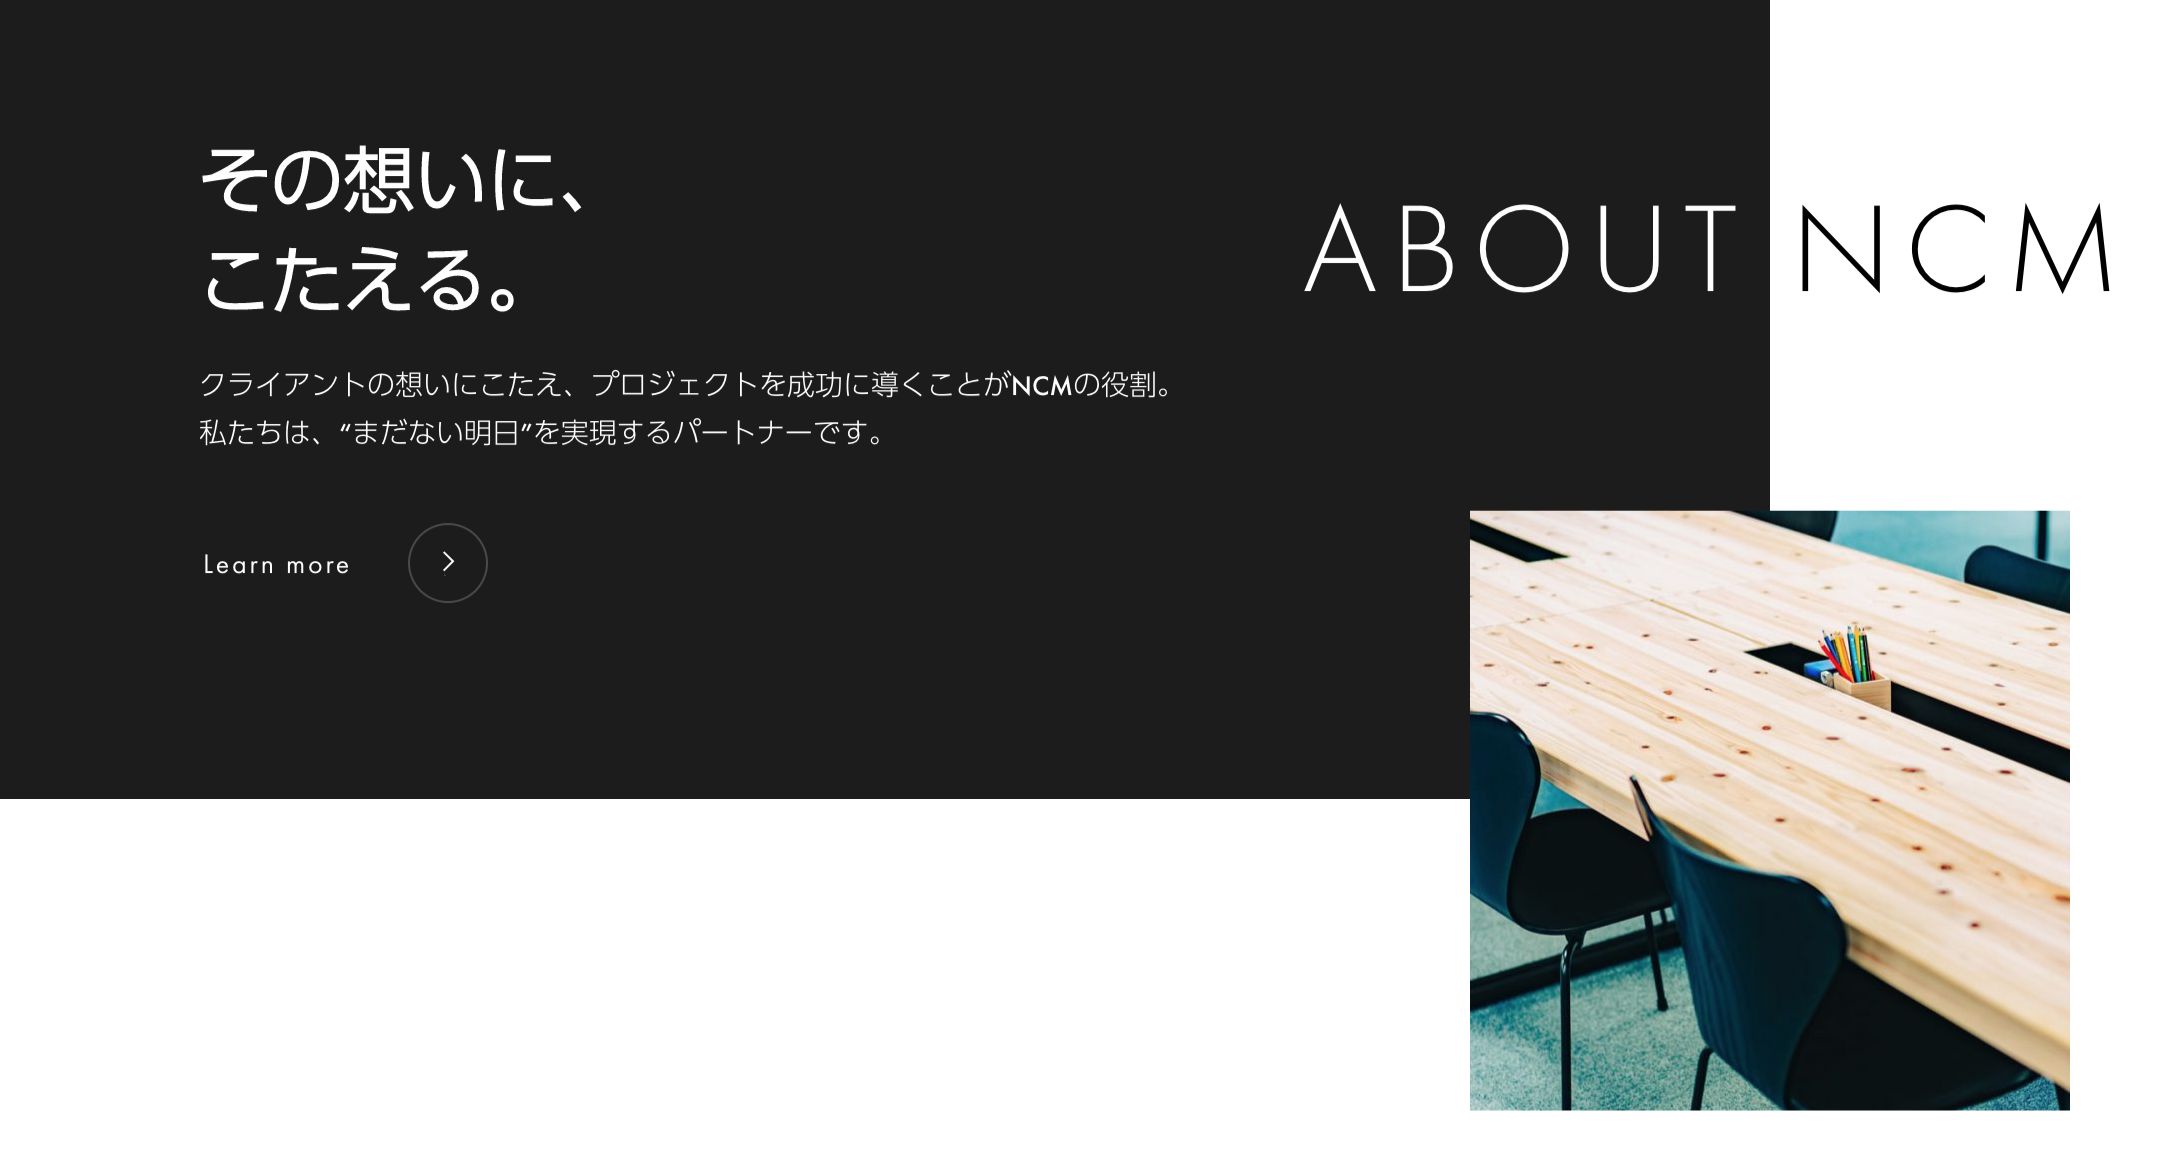 その想いに、
こたえる。
ABOUT NCM
クライアントの想いにこたえ、プロジェクトを成功に導くことがNCMの役割。
私たちは、“まだない明日”を実現するパートナーです。
Learn more